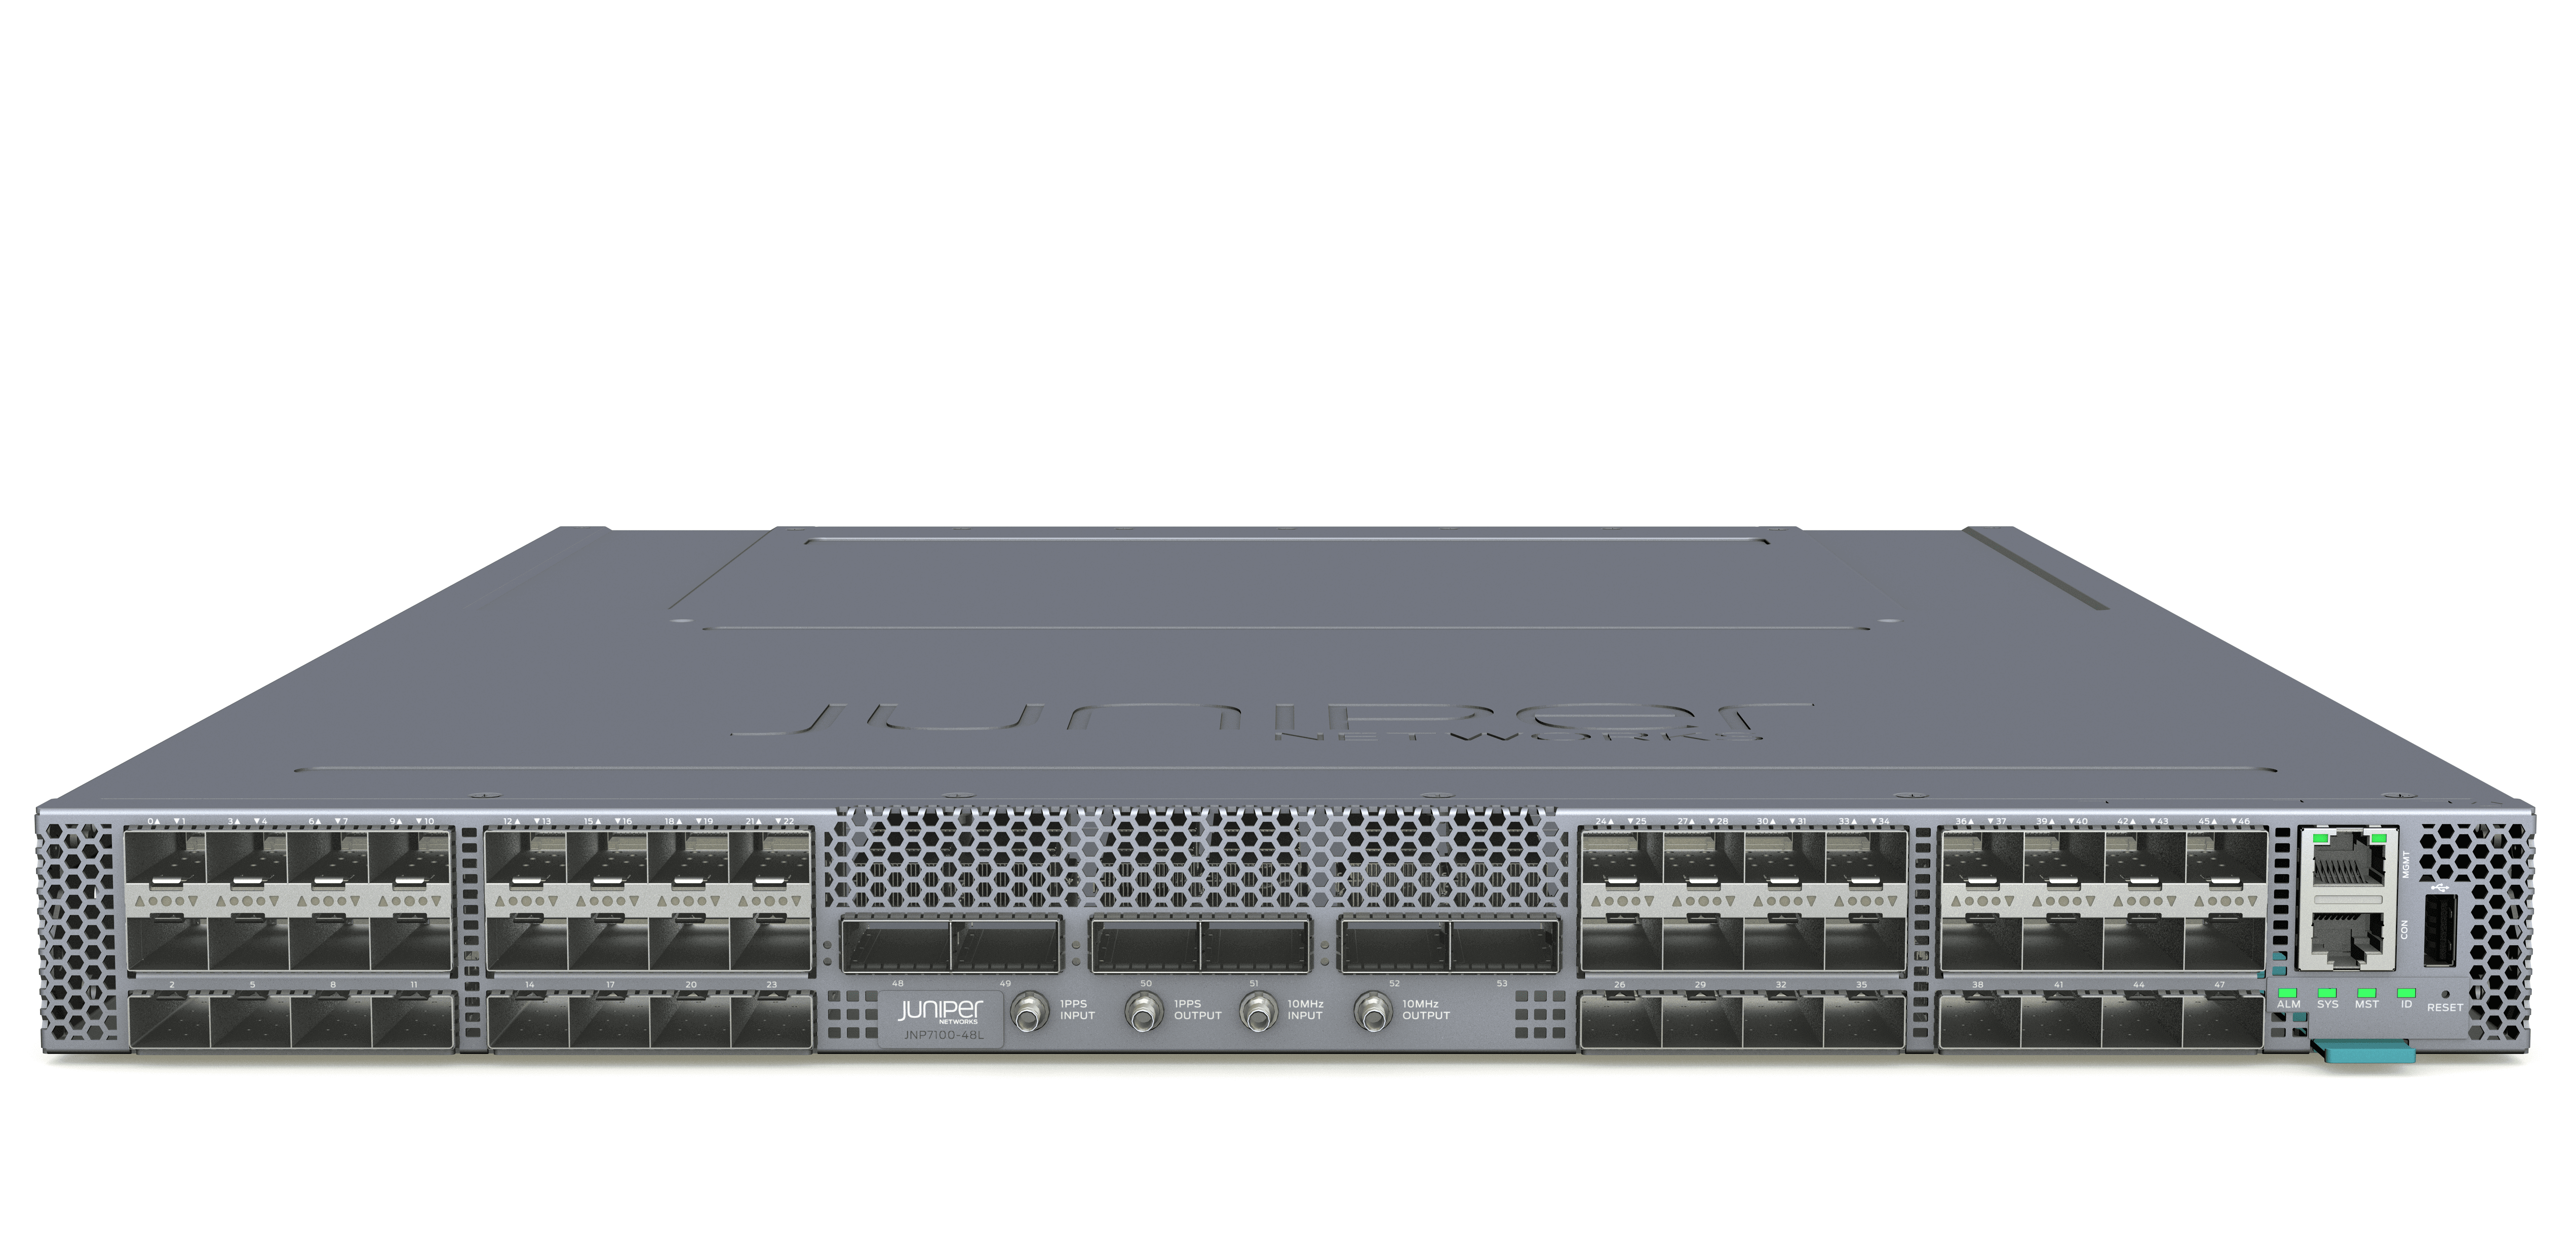 JUNIPer
NETWORKS
0▲ ▼1 3▲ ▼4 6▲ ▼7 9▲ ▼10
12▲ ▼13 15▲ ▼16 18▲ ▼19 21▲ ▼22
24▲ ▼25 27▲ ▼28 30▲ ▼31 33▲ ▼34
36▲ ▼37 39▲ ▼40 42▲ ▼43 45▲ ▼46
MGMT
CON
2 5 8 11
14 17 20 23
48 49 50 51 52 53
26 29 32 35
38 41 44 47
JUNIPer
NETWORKS
JNP7100-48L
1PPS
INPUT
1PPS
OUTPUT
10MHz
INPUT
10MHz
OUTPUT
ALM SYS MST ID RESET